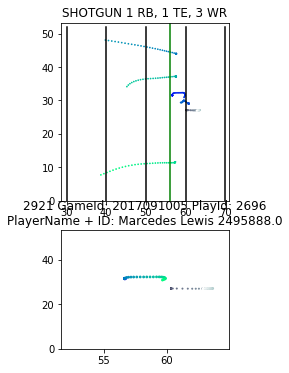 SHOTGUN 1 RB, 1 TE, 3 WR
50
40
30
20
10
0
30 40 50 60 70
2921 GameId: 2017091005 PlayId: 2696
PlayerName + ID: Marcedes Lewis 2495888.0
40
20
0
55 60